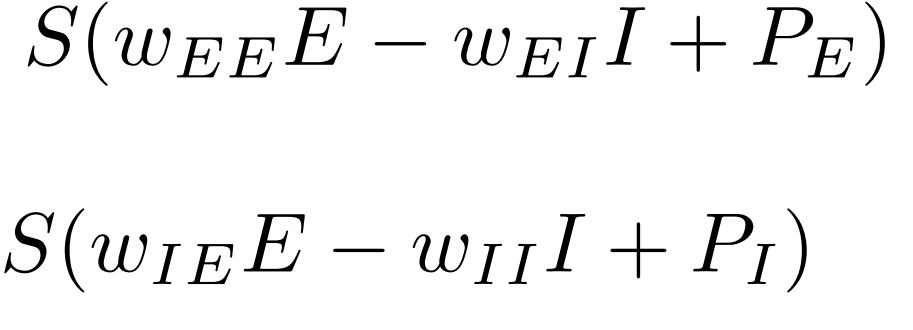 S(w_{EE}E − w_{EI}I + P_E)
S(w_{IE}E − w_{II}I + P_I)